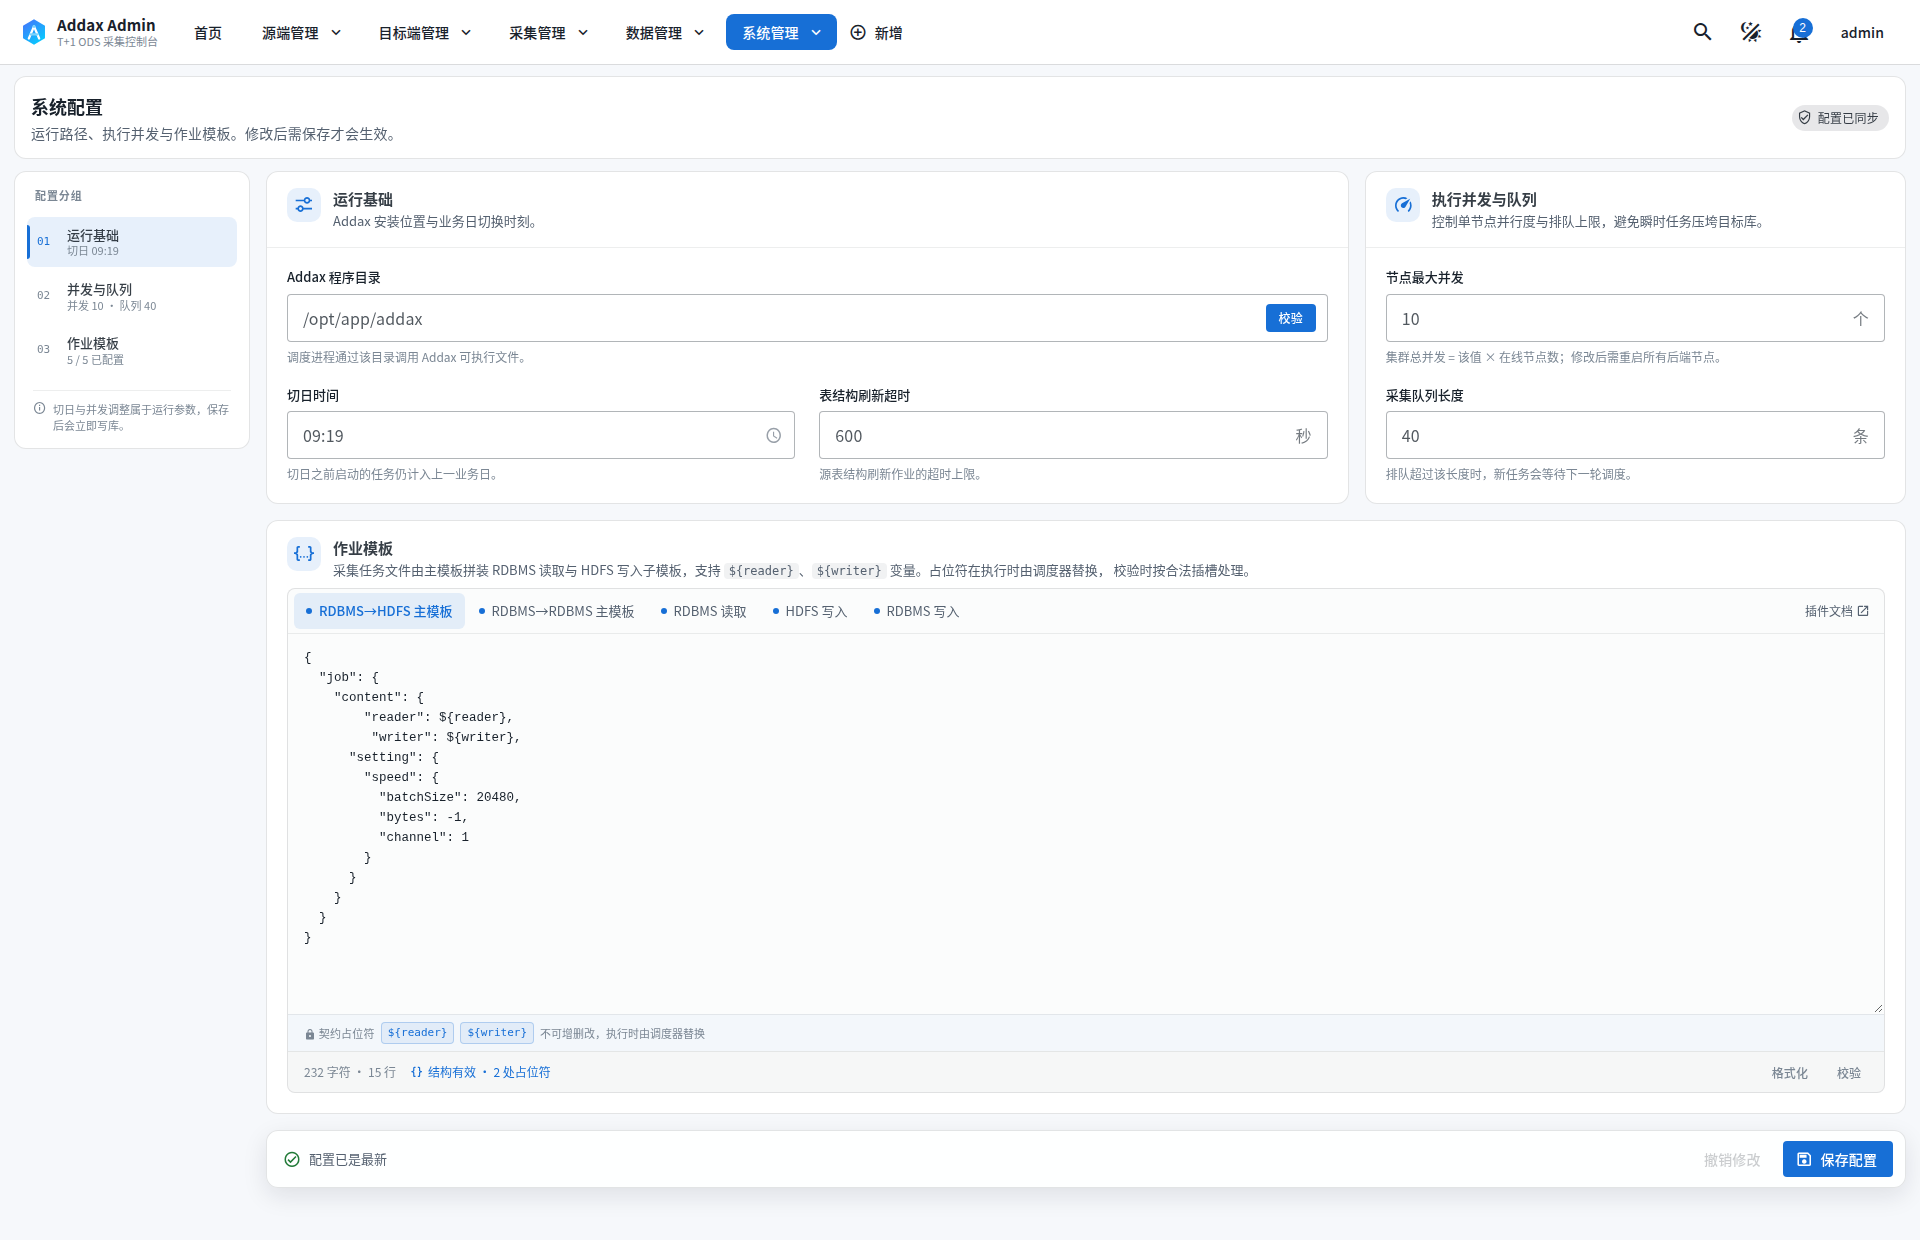 Addax Admin
T+1 ODS 采集控制台
首页
源端管理
目标端管理
采集管理
数据管理
系统管理
新增
2
admin
系统配置
运行路径、执行并发与作业模板。修改后需保存才会生效。
配置已同步
配置分组
01
运行基础
切日 09:19
02
并发与队列
并发 10 · 队列 40
03
作业模板
5 / 5 已配置
切日与并发调整属于运行参数，保存
后会立即写库。
运行基础
Addax 安装位置与业务日切换时刻。
Addax 程序目录
/opt/app/addax
校验
调度进程通过该目录调用 Addax 可执行文件。
切日时间
09:19
切日之前启动的任务仍计入上一业务日。
表结构刷新超时
600
秒
源表结构刷新作业的超时上限。
执行并发与队列
控制单节点并行度与排队上限，避免瞬时任务压垮目标库。
节点最大并发
10
个
集群总并发 = 该值 × 在线节点数；修改后需重启所有后端节点。
采集队列长度
40
条
排队超过该长度时，新任务会等待下一轮调度。
作业模板
采集任务文件由主模板拼装 RDBMS 读取与 HDFS 写入子模板，支持 ${reader}、${writer} 变量。占位符在执行时由调度器替换， 校验时按合法插槽处理。
RDBMS→HDFS 主模板
RDBMS→RDBMS 主模板
RDBMS 读取
HDFS 写入
RDBMS 写入
插件文档
{
  "job": {
    "content": {
        "reader": ${reader},
         "writer": ${writer},
      "setting": {
        "speed": {
          "batchSize": 20480,
          "bytes": -1,
          "channel": 1
        }
      }
    }
  }
}
契约占位符 ${reader} ${writer} 不可增删改，执行时由调度器替换
232 字符 · 15 行
{} 结构有效 · 2 处占位符
格式化
校验
配置已是最新
撤销修改
保存配置